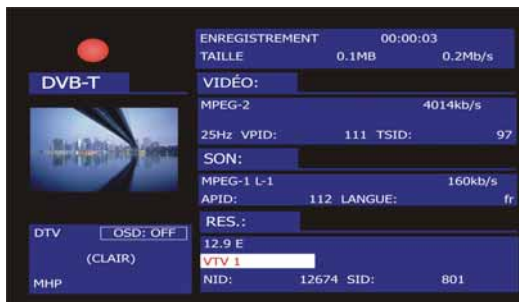 ENREGISTREMENT 00:00:03
TAILLE 0.1MB 0.2Mb/s
DVB-T
VIDÉO:
MPEG-2 4014kb/s
25Hz VPID: 111 TSID: 97
SON:
MPEG-1 L-1 160kb/s
APID: 112 LANGUE: fr
RES.:
12.9 E
VTV 1
NID: 12674 SID: 801
DTV OSD: OFF
(CLAIR)
MHP